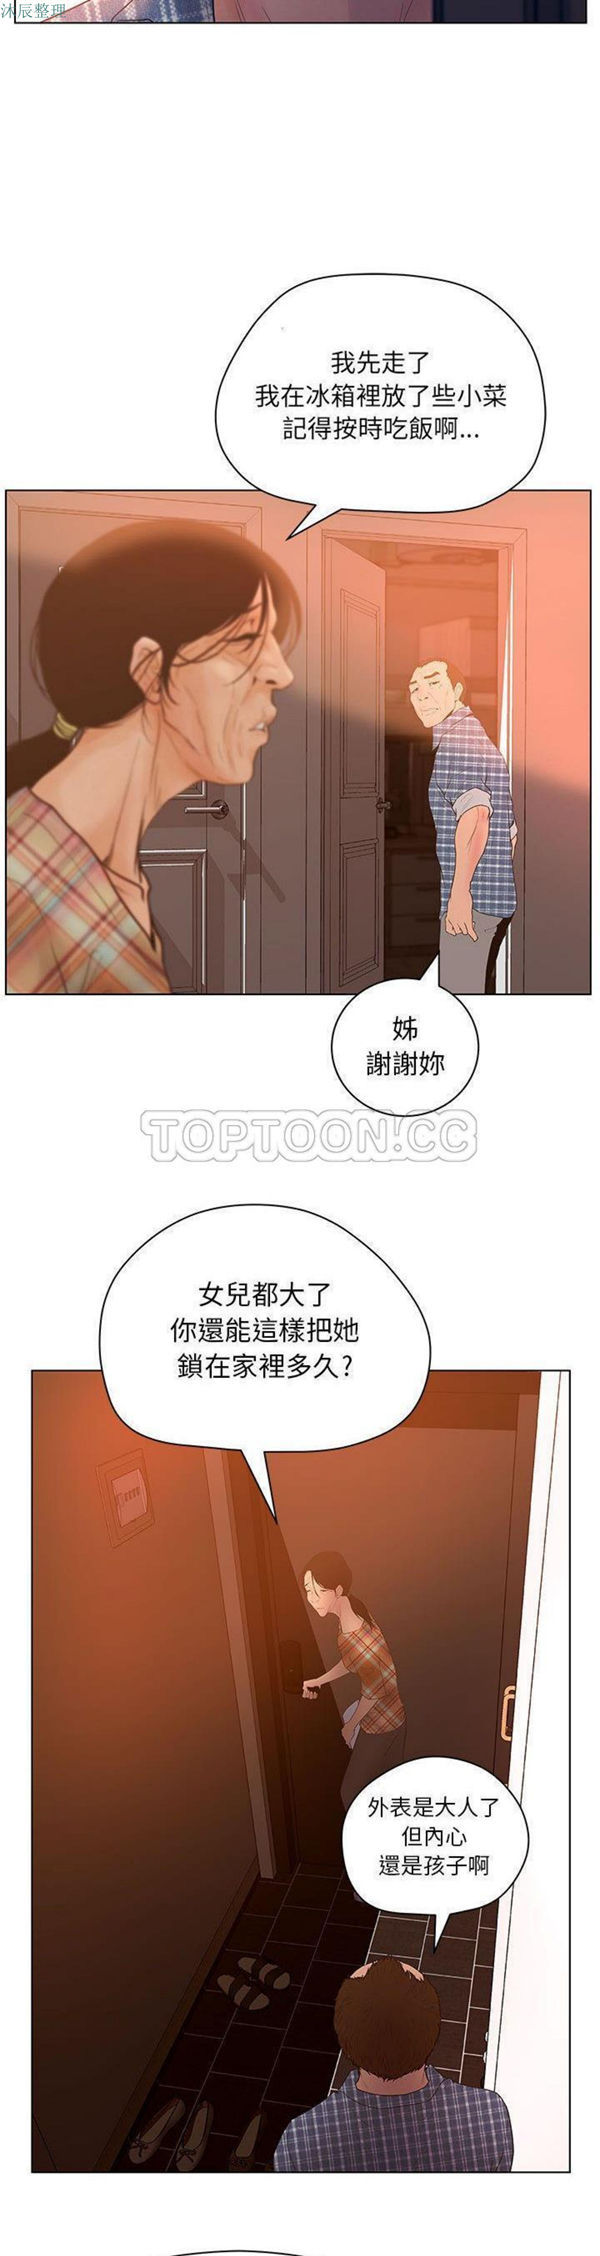 沐辰整理
我先走了
我在冰箱裡放了些小菜
記得按時吃飯啊...
姊
謝謝妳
TOPTOON.CC
女兒都大了
你還能這樣把她
鎖在家裡多久?
外表是大人了
但內心
還是孩子啊